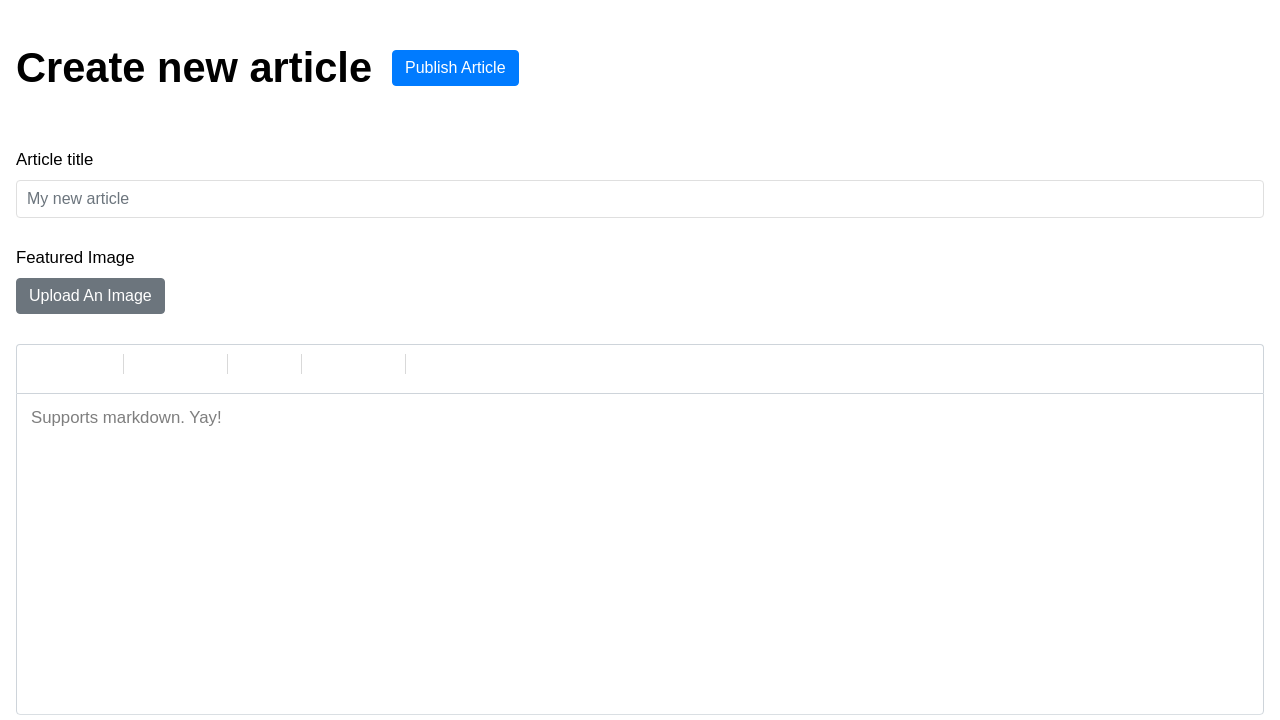 Create new article
Publish Article
Article title
My new article
Featured Image
Upload An Image
Supports markdown. Yay!